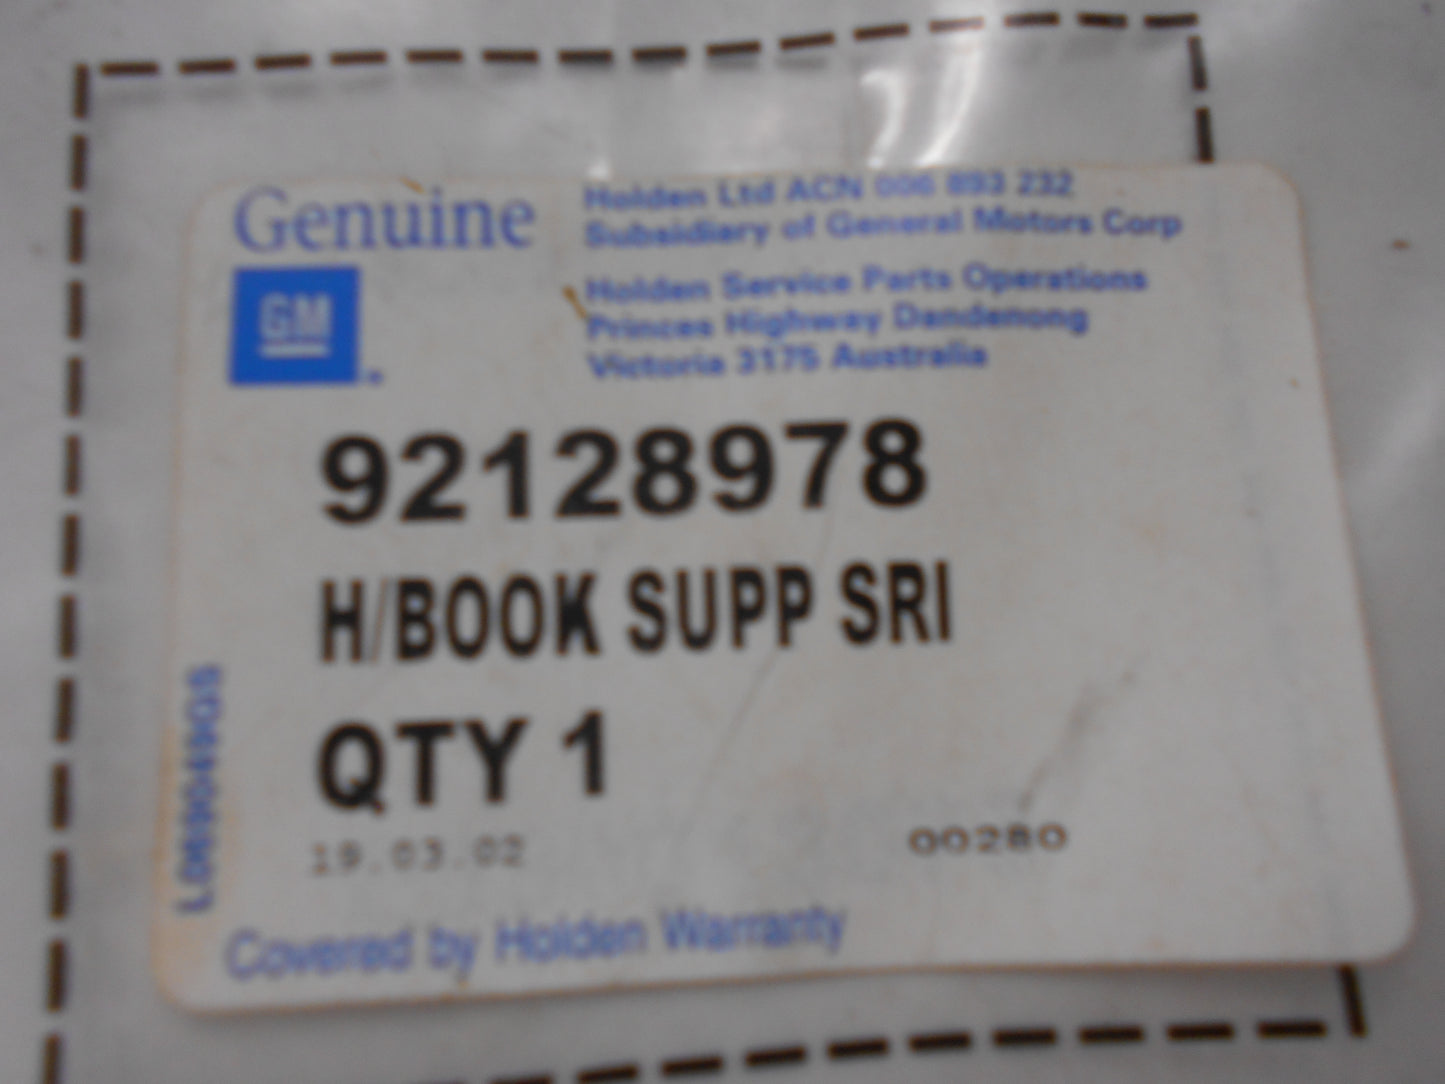 Genuine
GM
Holden Ltd ACN 006 893 232
Subsidiary of General Motors Corp
Holden Service Parts Operations
Princes Highway Dandenong
Victoria 3175 Australia
92128978
H/BOOK SUPP SRI
QTY 1
19.03.02
00280
Covered by Holden Warranty